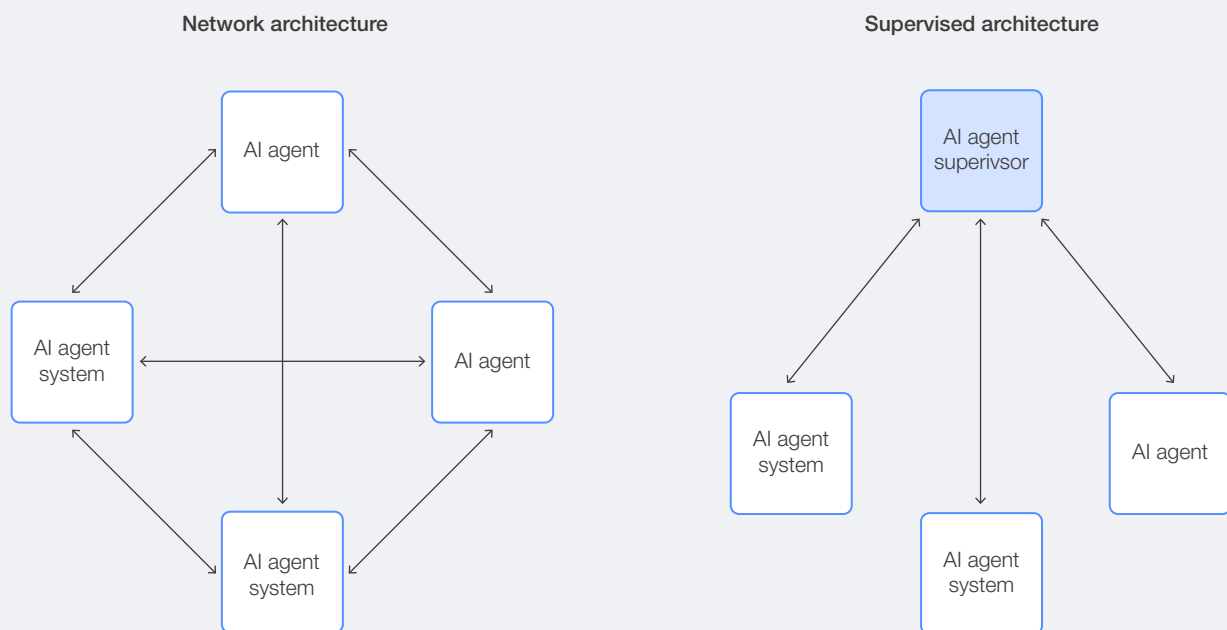 Network architecture
AI agent
AI agent
system
AI agent
AI agent
system
Supervised architecture
AI agent
superivsor
AI agent
system
AI agent
AI agent
system